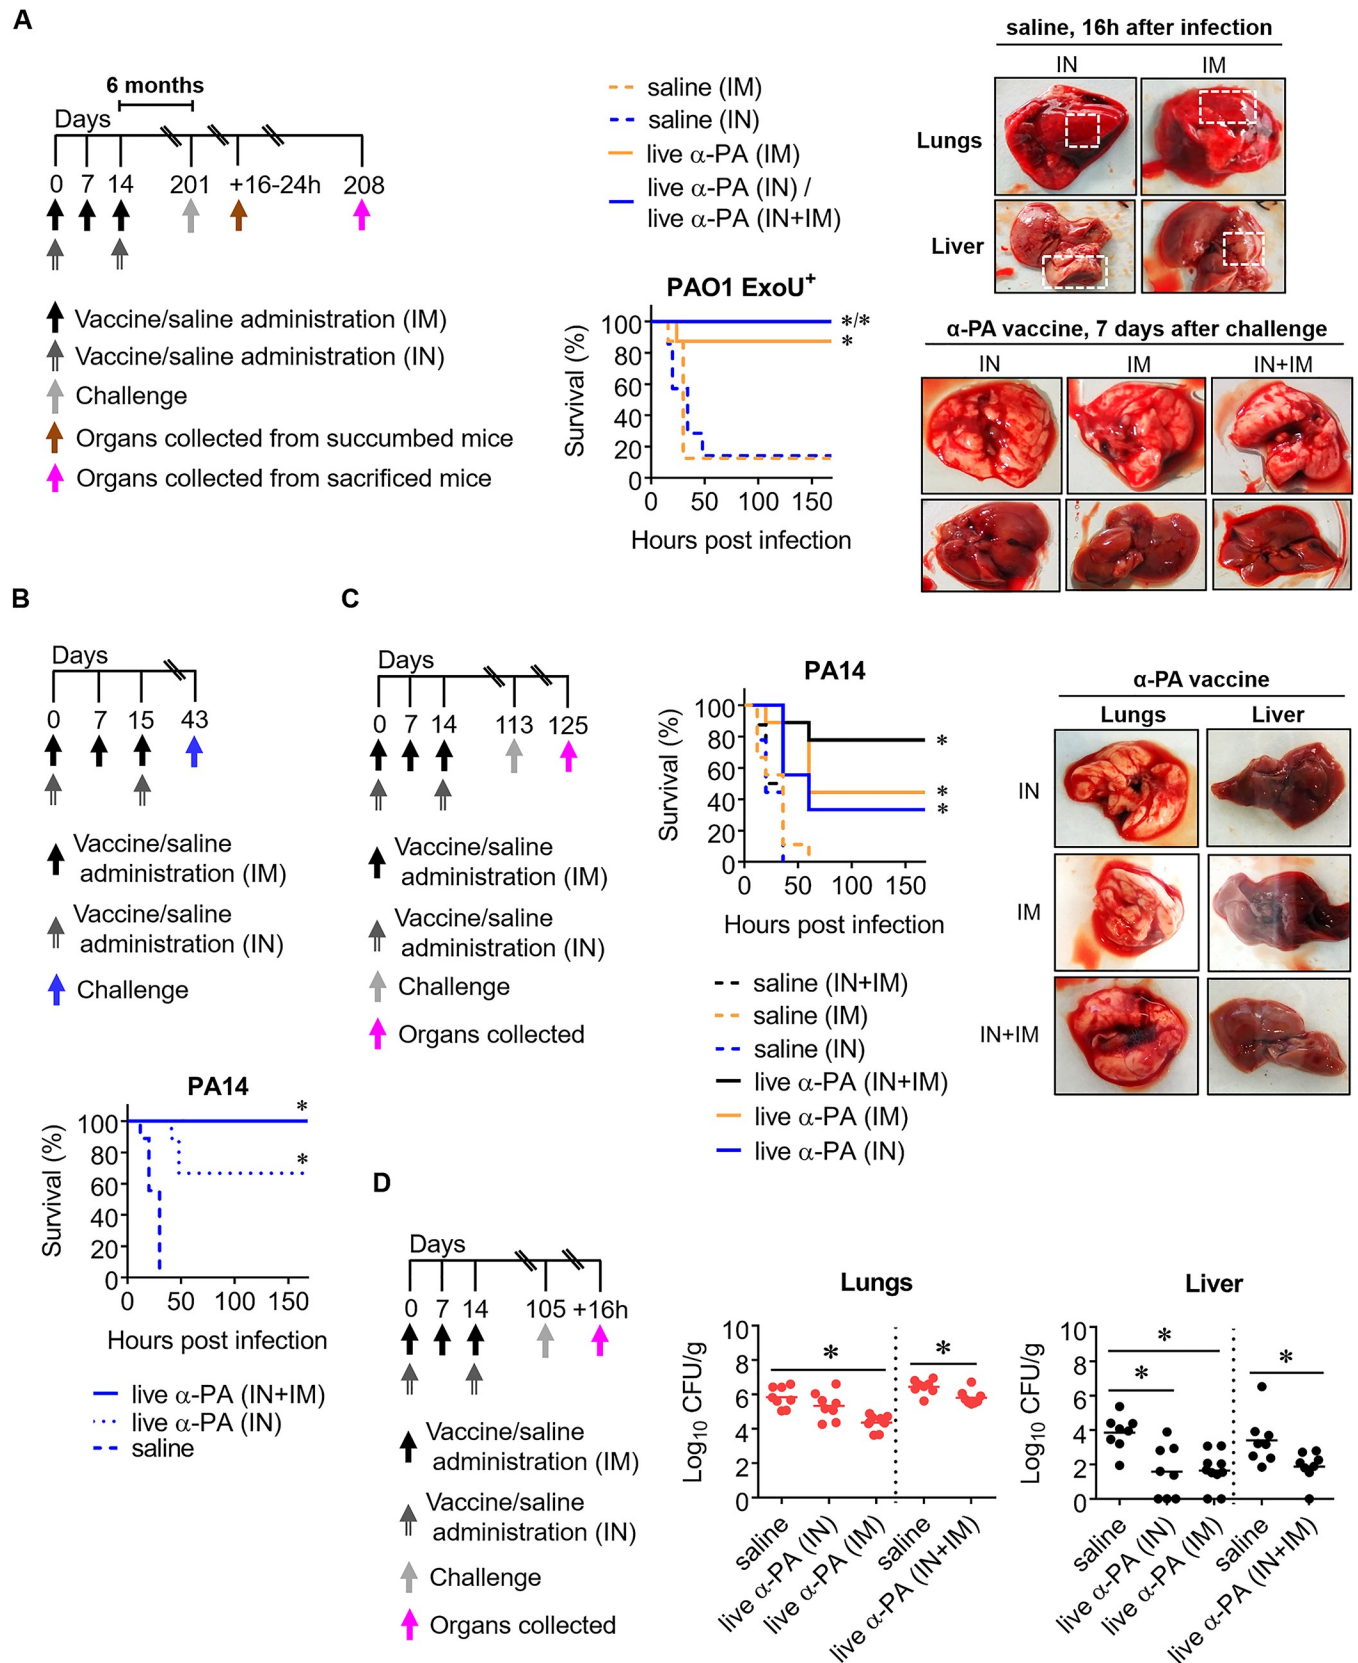 A
6 months
Days
0 7 14 201 +16-24h 208
Vaccine/saline administration (IM)
Vaccine/saline administration (IN)
Challenge
Organs collected from succumbed mice
Organs collected from sacrificed mice
saline (IM)
saline (IN)
live α-PA (IM)
live α-PA (IN) /
live α-PA (IN+IM)
PAO1 ExoU+
Survival (%)
100
80
60
40
20
0
*/*
*
0 50 100 150
Hours post infection
saline, 16h after infection
IN IM
Lungs
Liver
α-PA vaccine, 7 days after challenge
IN IM IN+IM
B
Days
0 7 15 43
Vaccine/saline
administration (IM)
Vaccine/saline
administration (IN)
Challenge
PA14
Survival (%)
100
80
60
40
20
0
*
*
0 50 100 150
Hours post infection
live α-PA (IN+IM)
live α-PA (IN)
saline
C
Days
0 7 14 113 125
Vaccine/saline
administration (IM)
Vaccine/saline
administration (IN)
Challenge
Organs collected
PA14
Survival (%)
100
80
60
40
20
0
*
*
*
0 50 100 150
Hours post infection
saline (IN+IM)
saline (IM)
saline (IN)
live α-PA (IN+IM)
live α-PA (IM)
live α-PA (IN)
α-PA vaccine
Lungs Liver
IN
IM
IN+IM
D
Days
0 7 14 105 +16h
Vaccine/saline
administration (IM)
Vaccine/saline
administration (IN)
Challenge
Organs collected
Lungs
Log10 CFU/g
10
8
6
4
2
0
*
*
saline
live α-PA (IN)
live α-PA (IM)
saline
live α-PA (IN+IM)
Liver
Log10 CFU/g
10
8
6
4
2
0
*
*
*
saline
live α-PA (IN)
live α-PA (IM)
saline
live α-PA (IN+IM)